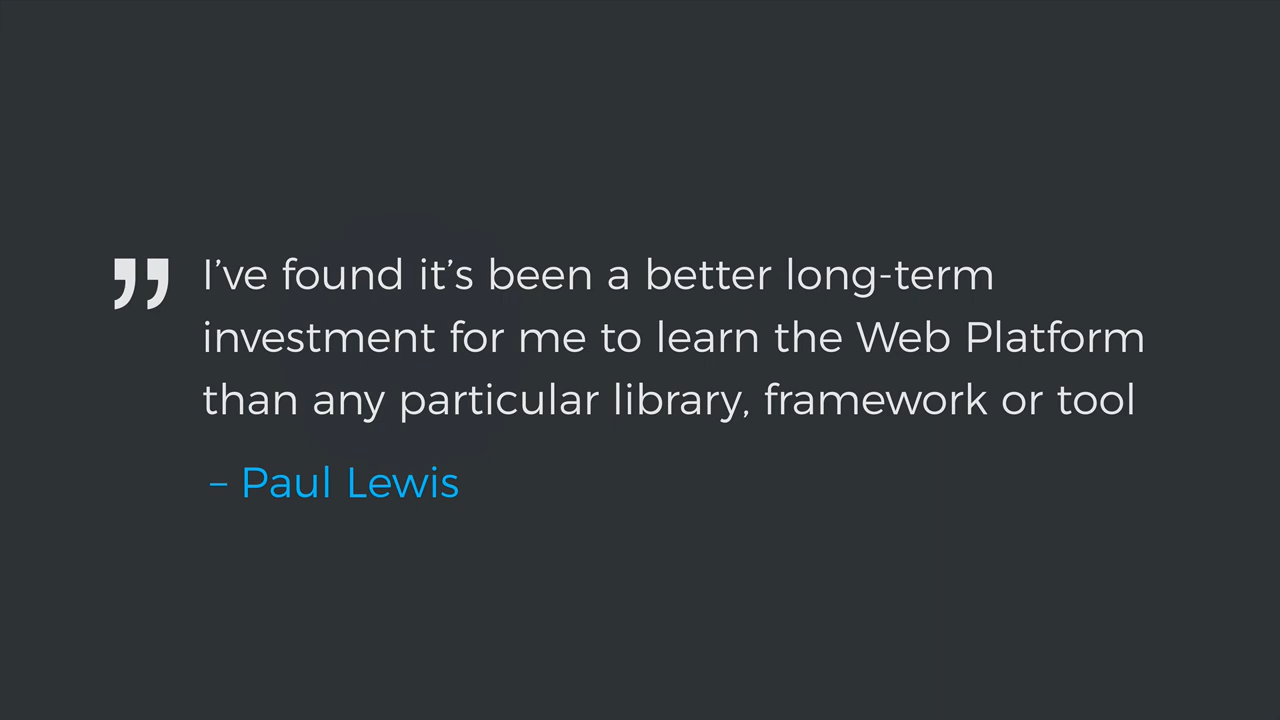 ” I’ve found it’s been a better long-term
investment for me to learn the Web Platform
than any particular library, framework or tool
– Paul Lewis